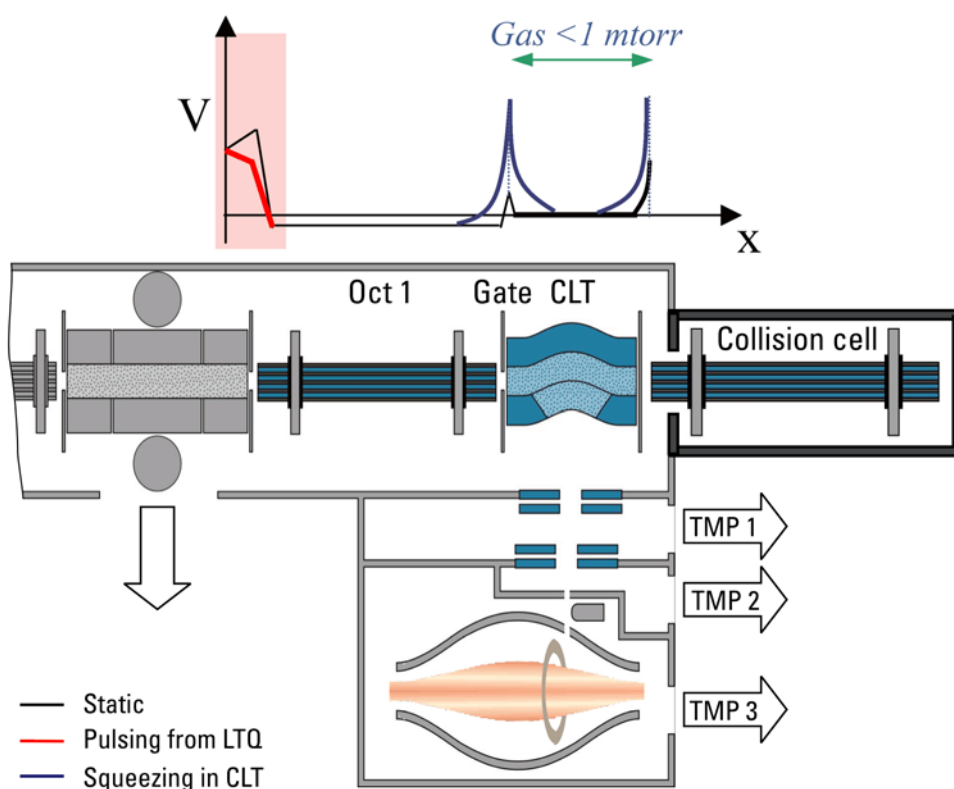 Gas <1 mtorr
V
X
Oct 1 Gate CLT
Collision cell
TMP 1
TMP 2
TMP 3
Static
Pulsing from LTQ
Squeezing in CLT